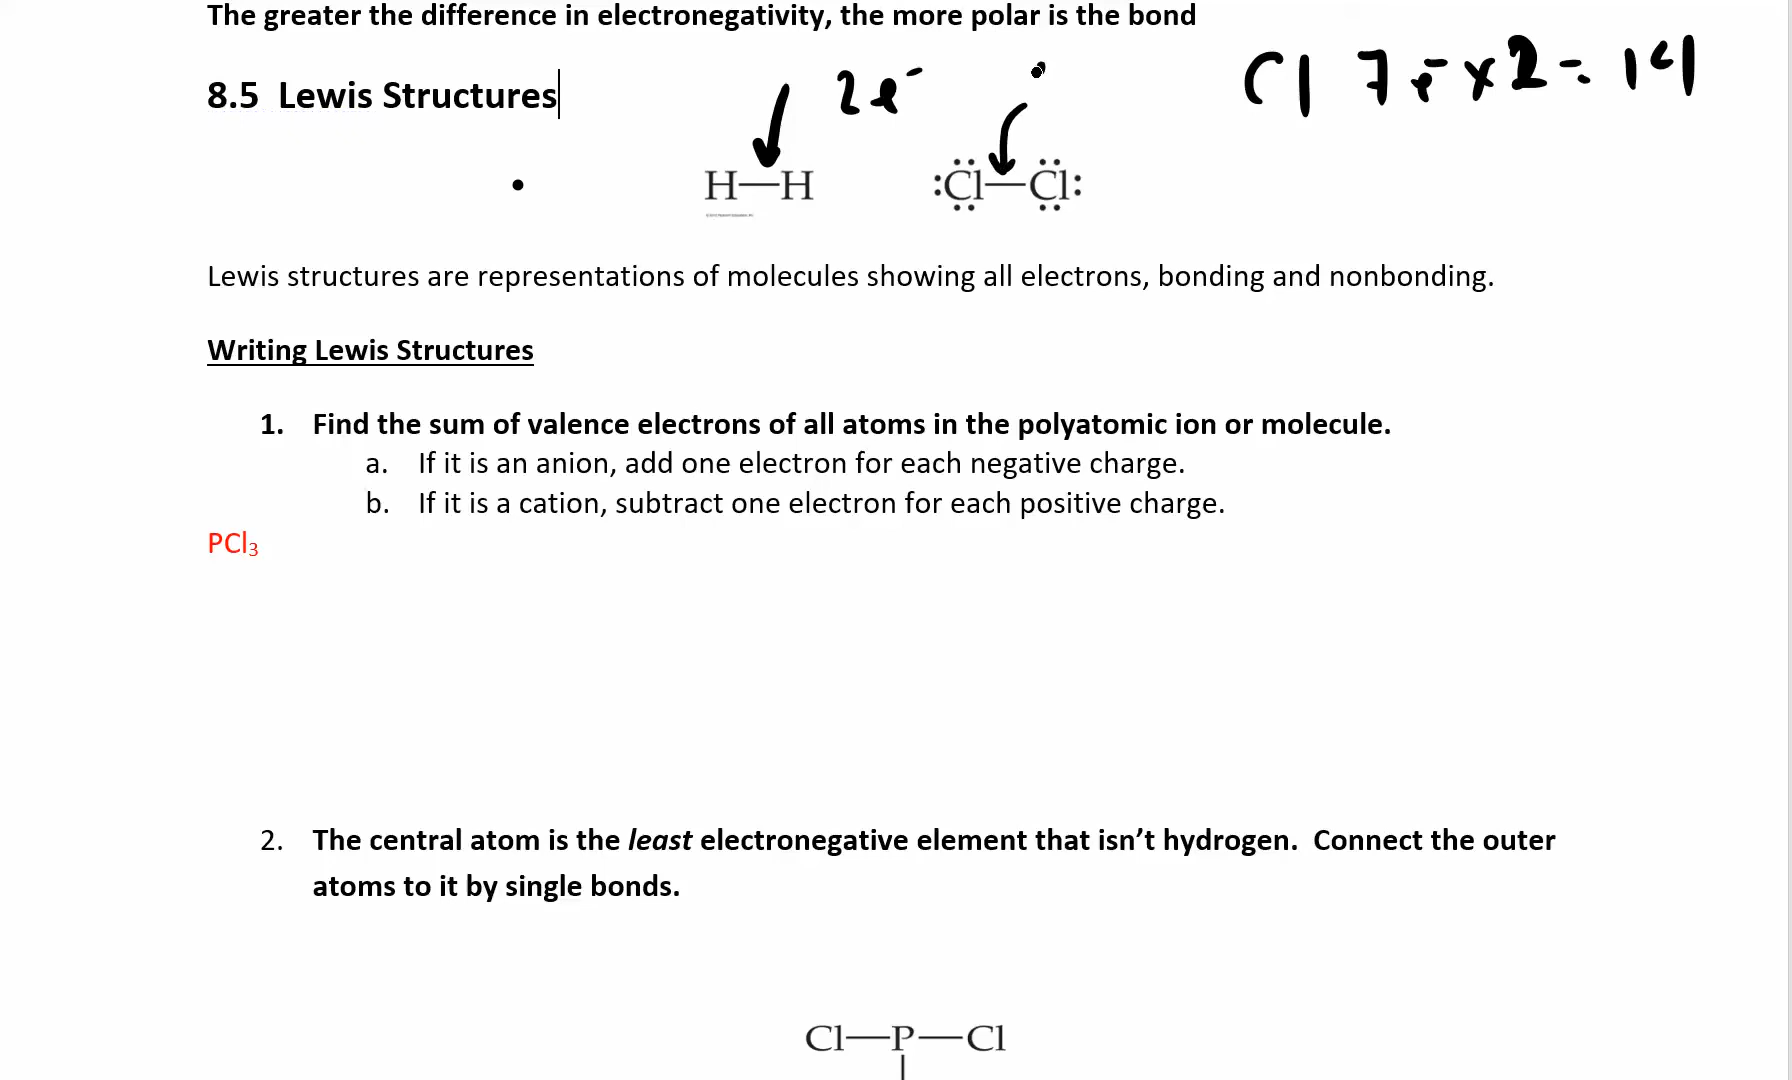 The greater the difference in electronegativity, the more polar is the bond
Cl 7e⁻ x 2 = 14
8.5 Lewis Structures
2e⁻
H—H
:Cl—Cl:
Lewis structures are representations of molecules showing all electrons, bonding and nonbonding.
Writing Lewis Structures
1. Find the sum of valence electrons of all atoms in the polyatomic ion or molecule.
a. If it is an anion, add one electron for each negative charge.
b. If it is a cation, subtract one electron for each positive charge.
PCl₃
2. The central atom is the least electronegative element that isn’t hydrogen. Connect the outer
atoms to it by single bonds.
Cl—P—Cl